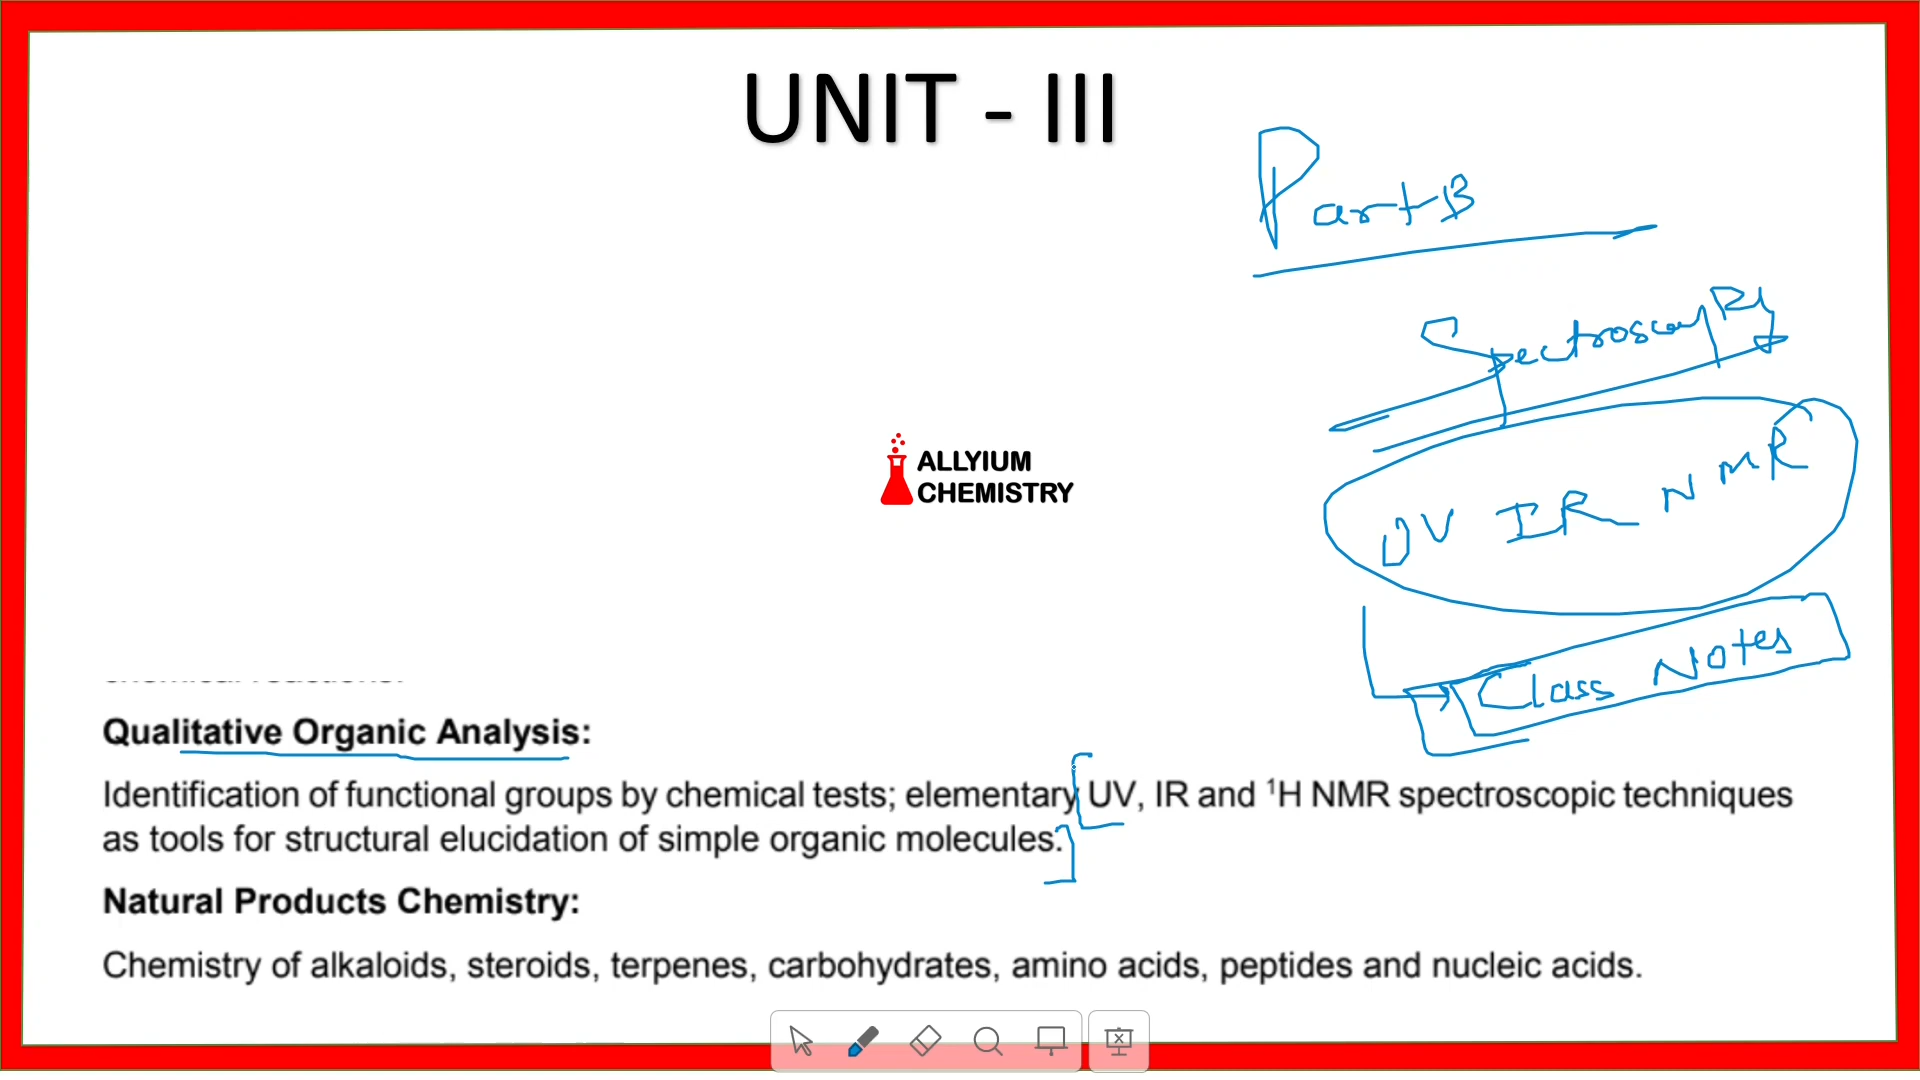 UNIT - III
Part B
Spectroscopy
UV IR NMR
ALLYIUM
CHEMISTRY
Class Notes
Qualitative Organic Analysis:
Identification of functional groups by chemical tests; elementary UV, IR and ¹H NMR spectroscopic techniques
as tools for structural elucidation of simple organic molecules.
Natural Products Chemistry:
Chemistry of alkaloids, steroids, terpenes, carbohydrates, amino acids, peptides and nucleic acids.